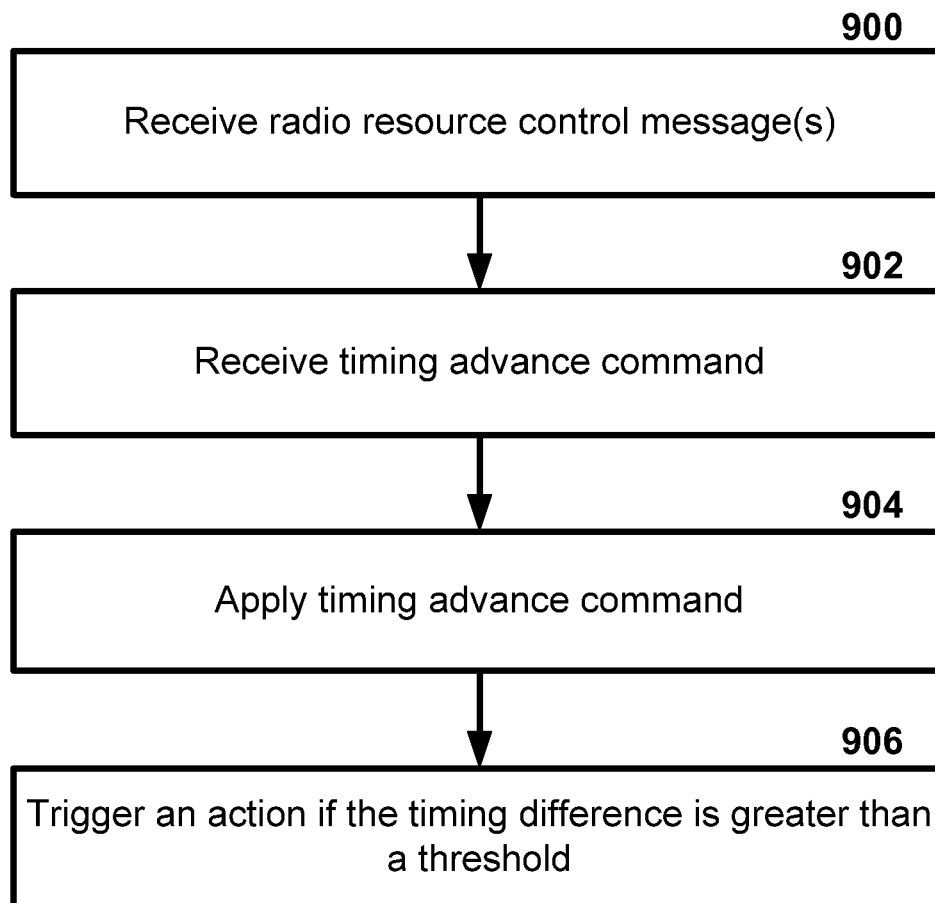 900
Receive radio resource control message(s)
902
Receive timing advance command
904
Apply timing advance command
906
Trigger an action if the timing difference is greater than
a threshold